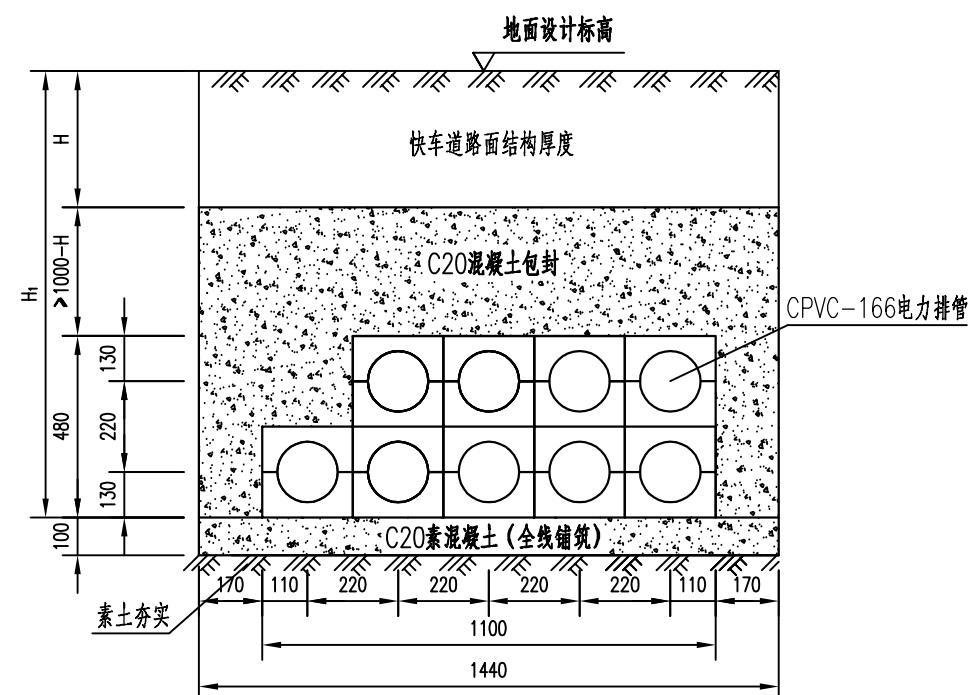 地面设计标高
快车道路面结构厚度
H
H₁
>1000-H
C20混凝土包封
CPVC-166电力排管
130
480
220
130
100
C20素混凝土(全线铺筑)
170
110
220
220
220
220
110
170
素土夯实
1100
1440